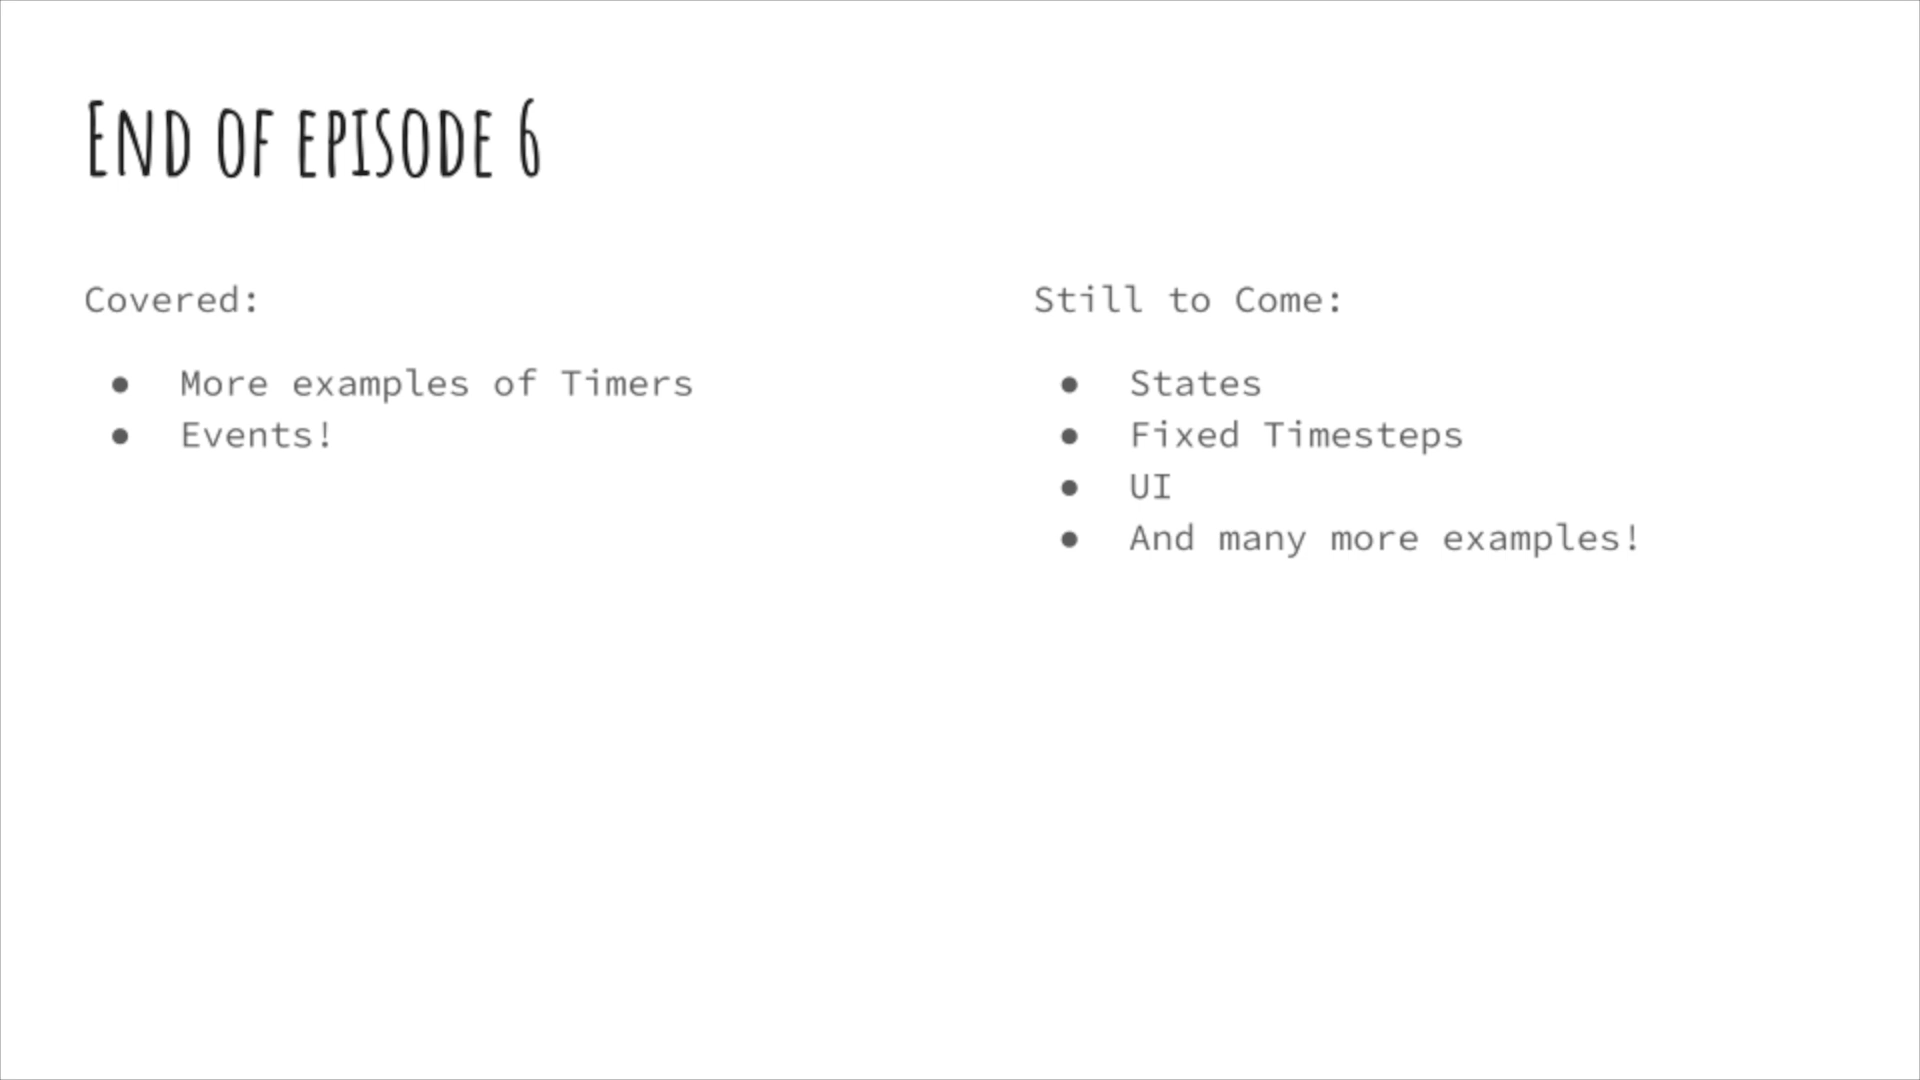 End of episode 6
Covered:
● More examples of Timers
● Events!
Still to Come:
● States
● Fixed Timesteps
● UI
● And many more examples!